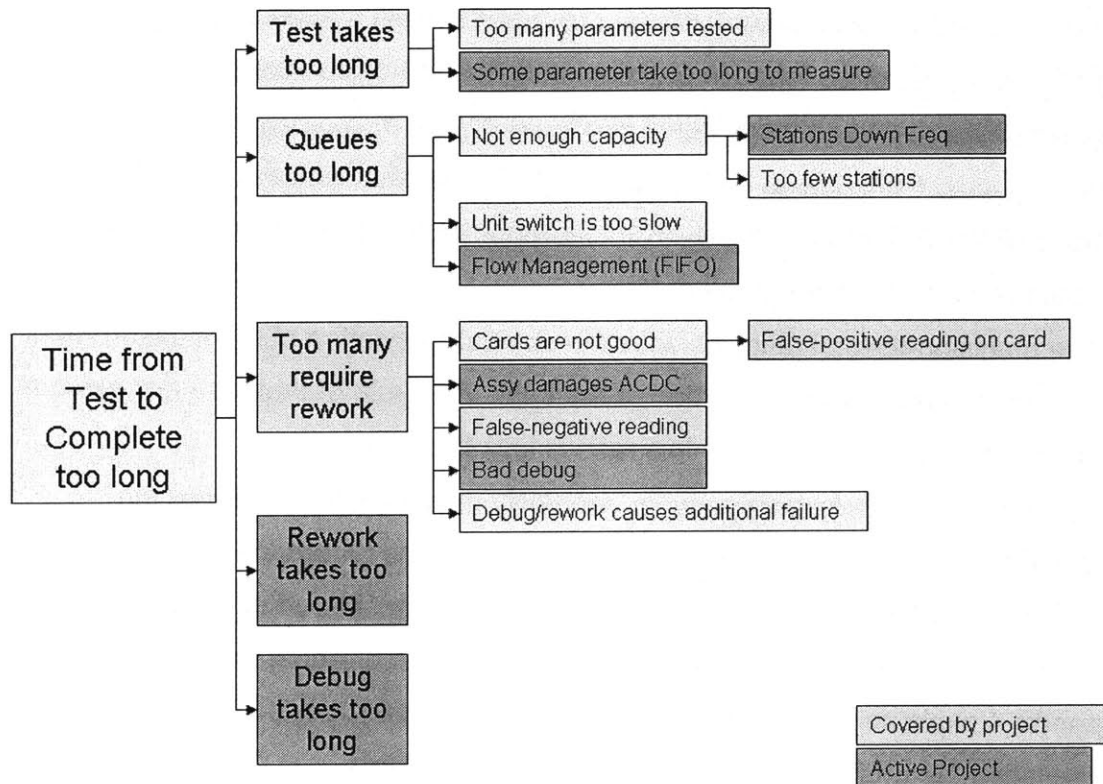 Test takes
too long
Too many parameters tested
Some parameter take too long to measure
Queues
too long
Not enough capacity
Stations Down Freq
Too few stations
Unit switch is too slow
Flow Management (FIFO)
Time from
Test to
Complete
too long
Too many
require
rework
Cards are not good
False-positive reading on card
Assy damages ACDC
False-negative reading
Bad debug
Debug/rework causes additional failure
Rework
takes too
long
Debug
takes too
long
Covered by project
Active Project